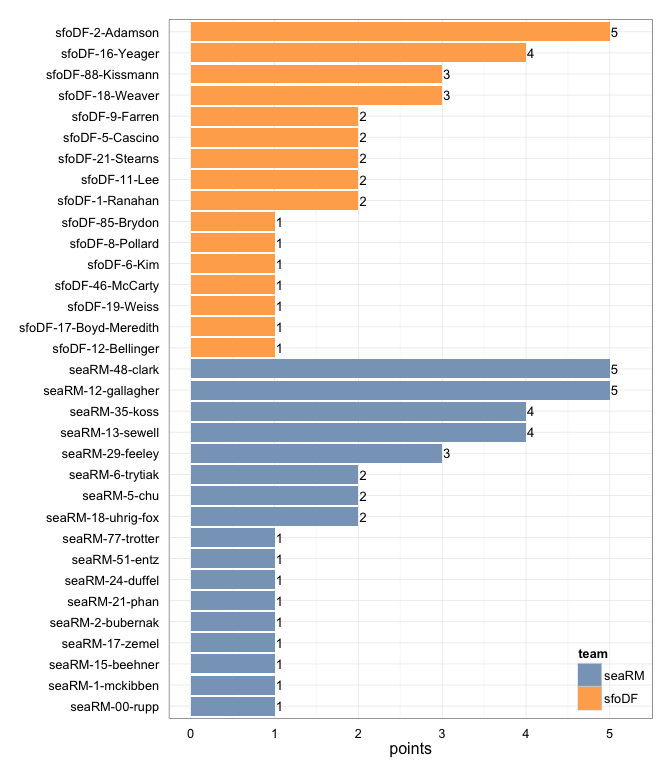 sfoDF-2-Adamson 5
sfoDF-16-Yeager 4
sfoDF-88-Kissmann 3
sfoDF-18-Weaver 3
sfoDF-9-Farren 2
sfoDF-5-Cascino 2
sfoDF-21-Stearns 2
sfoDF-11-Lee 2
sfoDF-1-Ranahan 2
sfoDF-85-Brydon 1
sfoDF-8-Pollard 1
sfoDF-6-Kim 1
sfoDF-46-McCarty 1
sfoDF-19-Weiss 1
sfoDF-17-Boyd-Meredith 1
sfoDF-12-Bellinger 1
seaRM-48-clark 5
seaRM-12-gallagher 5
seaRM-35-koss 4
seaRM-13-sewell 4
seaRM-29-feeley 3
seaRM-6-trytiak 2
seaRM-5-chu 2
seaRM-18-uhrig-fox 2
seaRM-77-trotter 1
seaRM-51-entz 1
seaRM-24-duffel 1
seaRM-21-phan 1
seaRM-2-bubernak 1
seaRM-17-zemel 1
seaRM-15-beehner 1
seaRM-1-mckibben 1
seaRM-00-rupp 1
team
seaRM
sfoDF
0 1 2 3 4 5
points